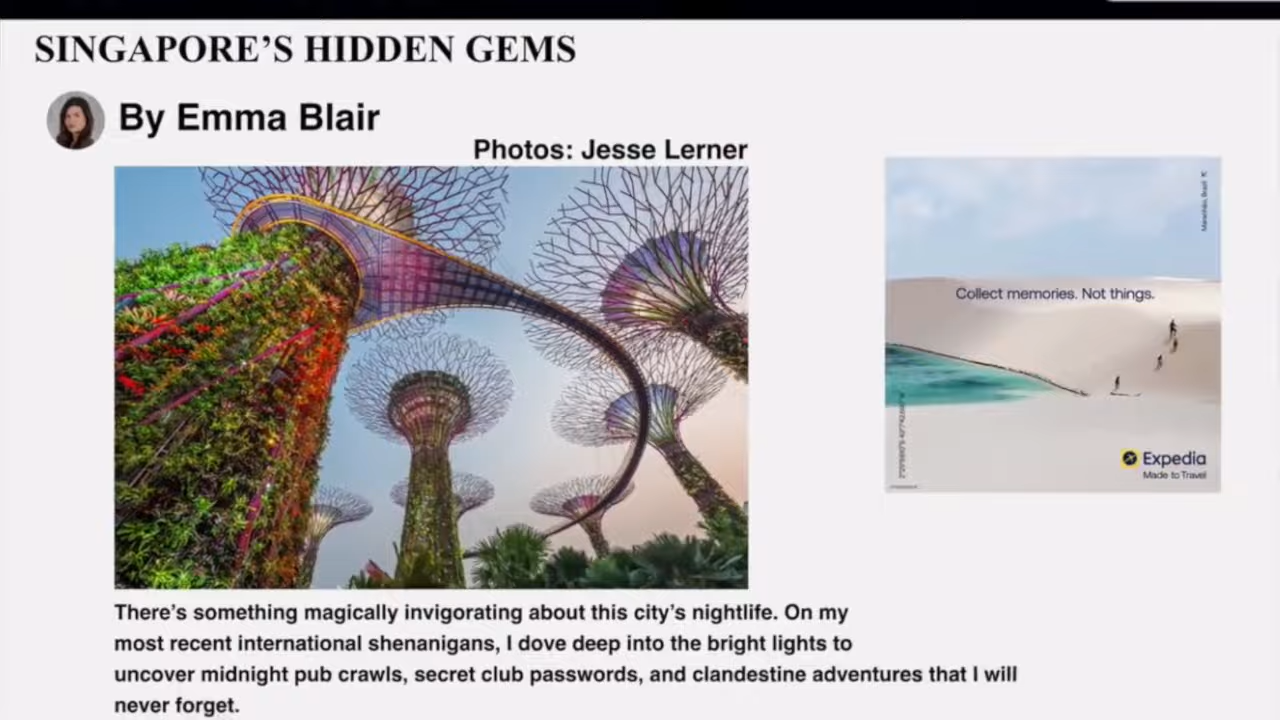 SINGAPORE'S HIDDEN GEMS
By Emma Blair
Photos: Jesse Lerner
Collect memories. Not things.
Expedia
Made to Travel
There's something magically invigorating about this city's nightlife. On my
most recent international shenanigans, I dove deep into the bright lights to
uncover midnight pub crawls, secret club passwords, and clandestine adventures that I will
never forget.